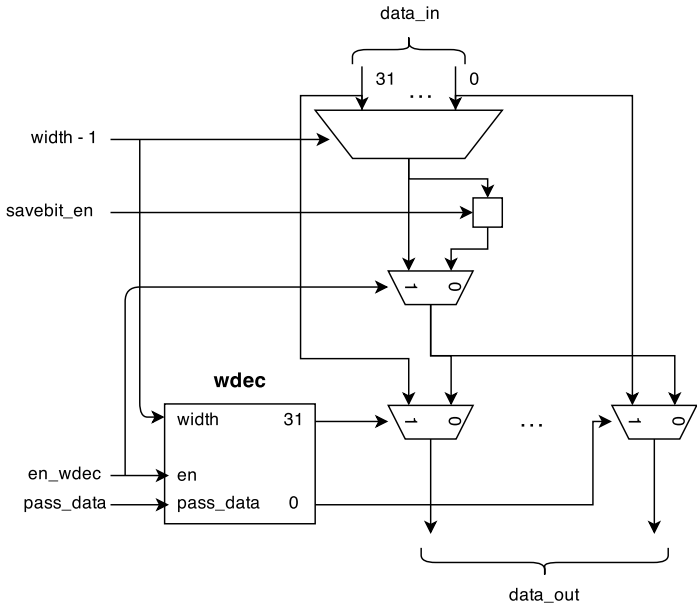 data_in
31 ... 0
width - 1
savebit_en
1 0
wdec
width 31
1 0 ... 1 0
en_wdec en
pass_data pass_data 0
data_out